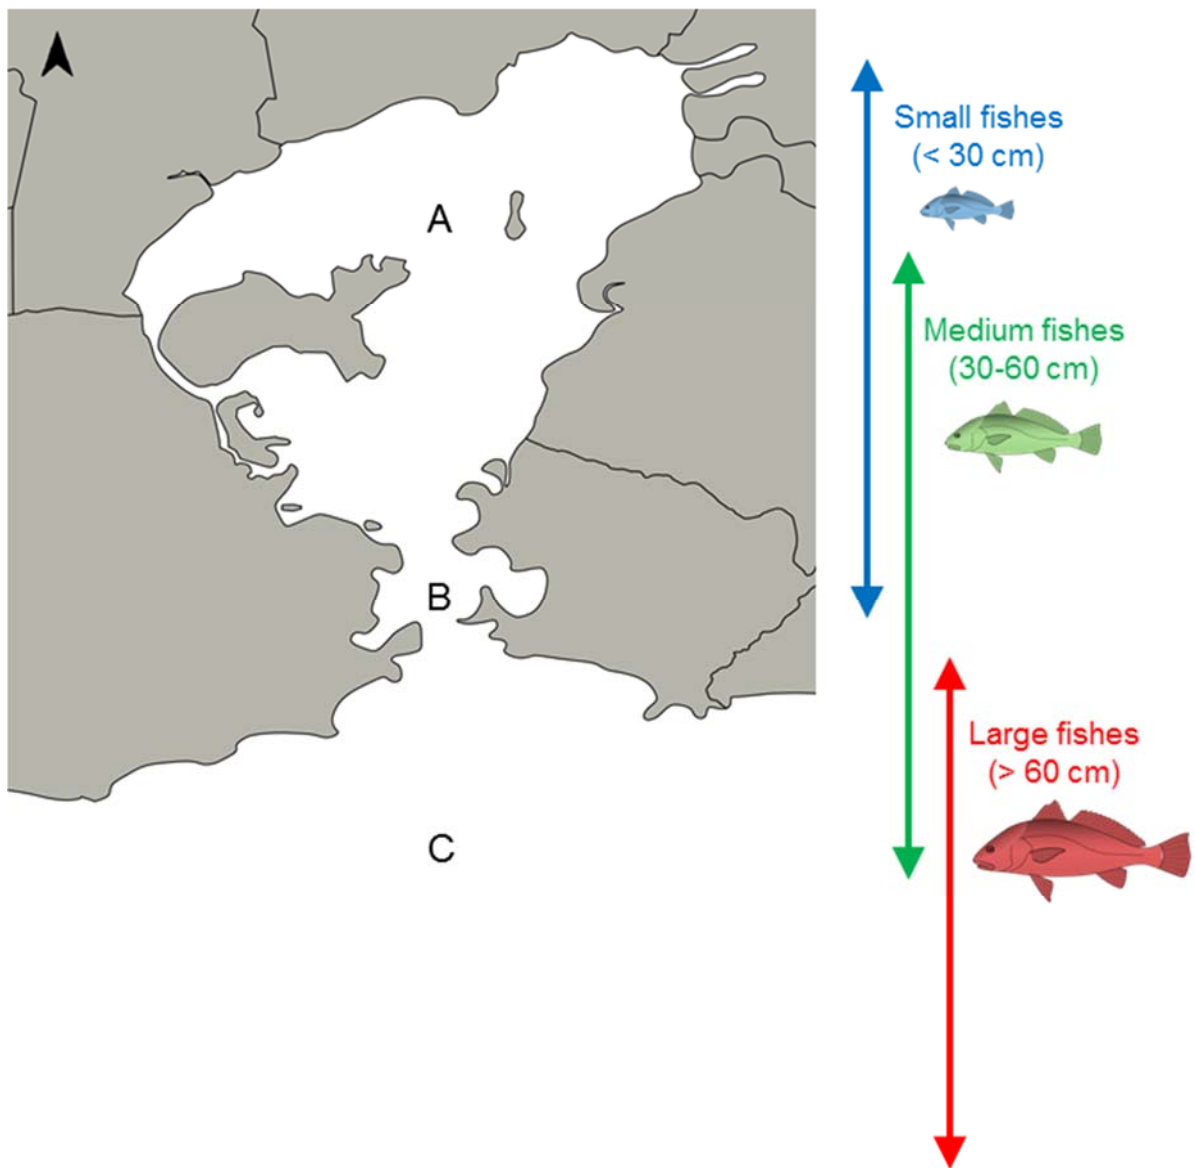 A
B
C
Small fishes
(< 30 cm)
Medium fishes
(30-60 cm)
Large fishes
(> 60 cm)